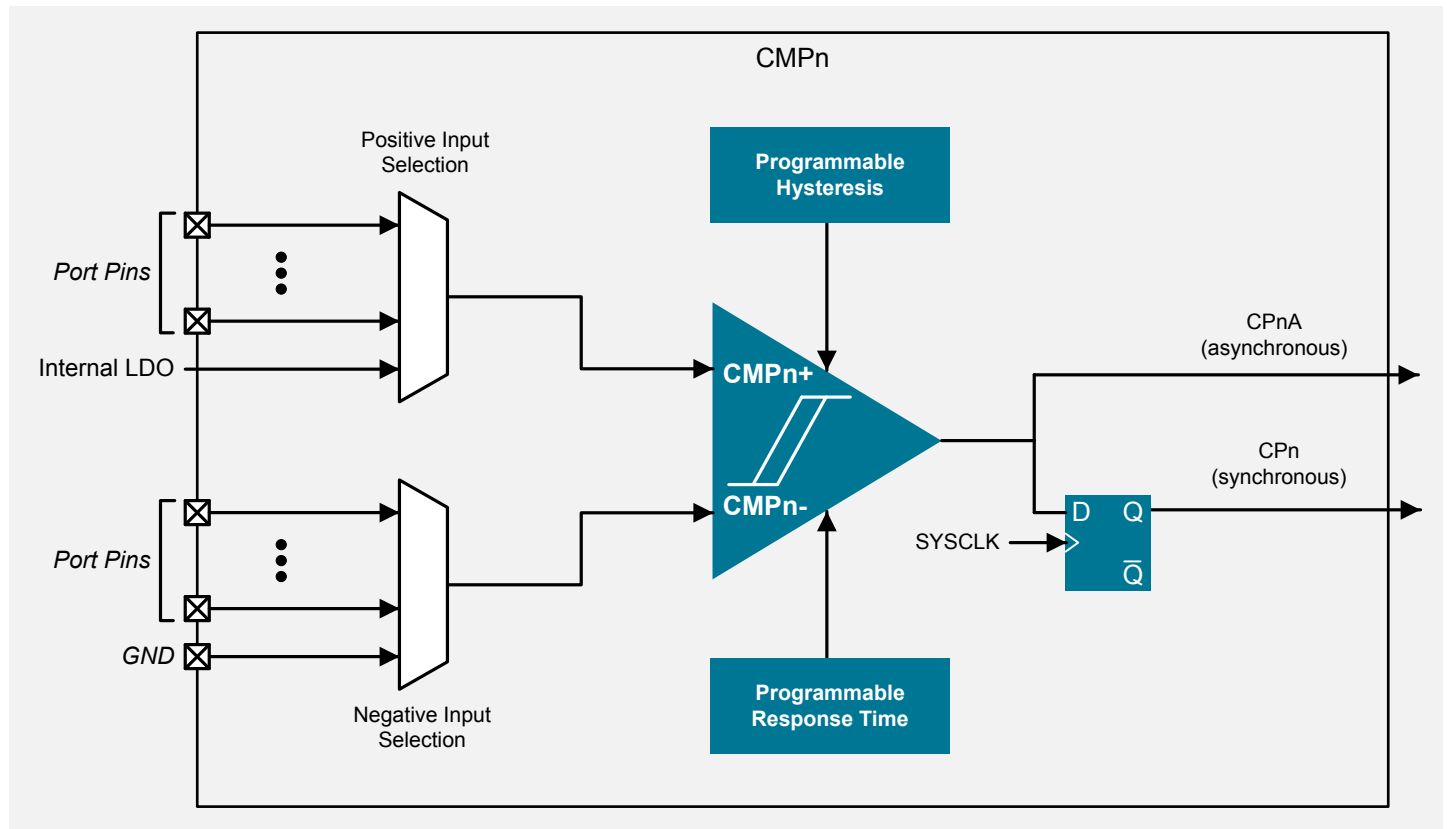 CMPn
Positive Input
Selection
Programmable
Hysteresis
Port Pins
Internal LDO
CMPn+
CPnA
(asynchronous)
CPn
(synchronous)
CMPn-
D Q
SYSCLK
Q̅
Port Pins
GND
Negative Input
Selection
Programmable
Response Time